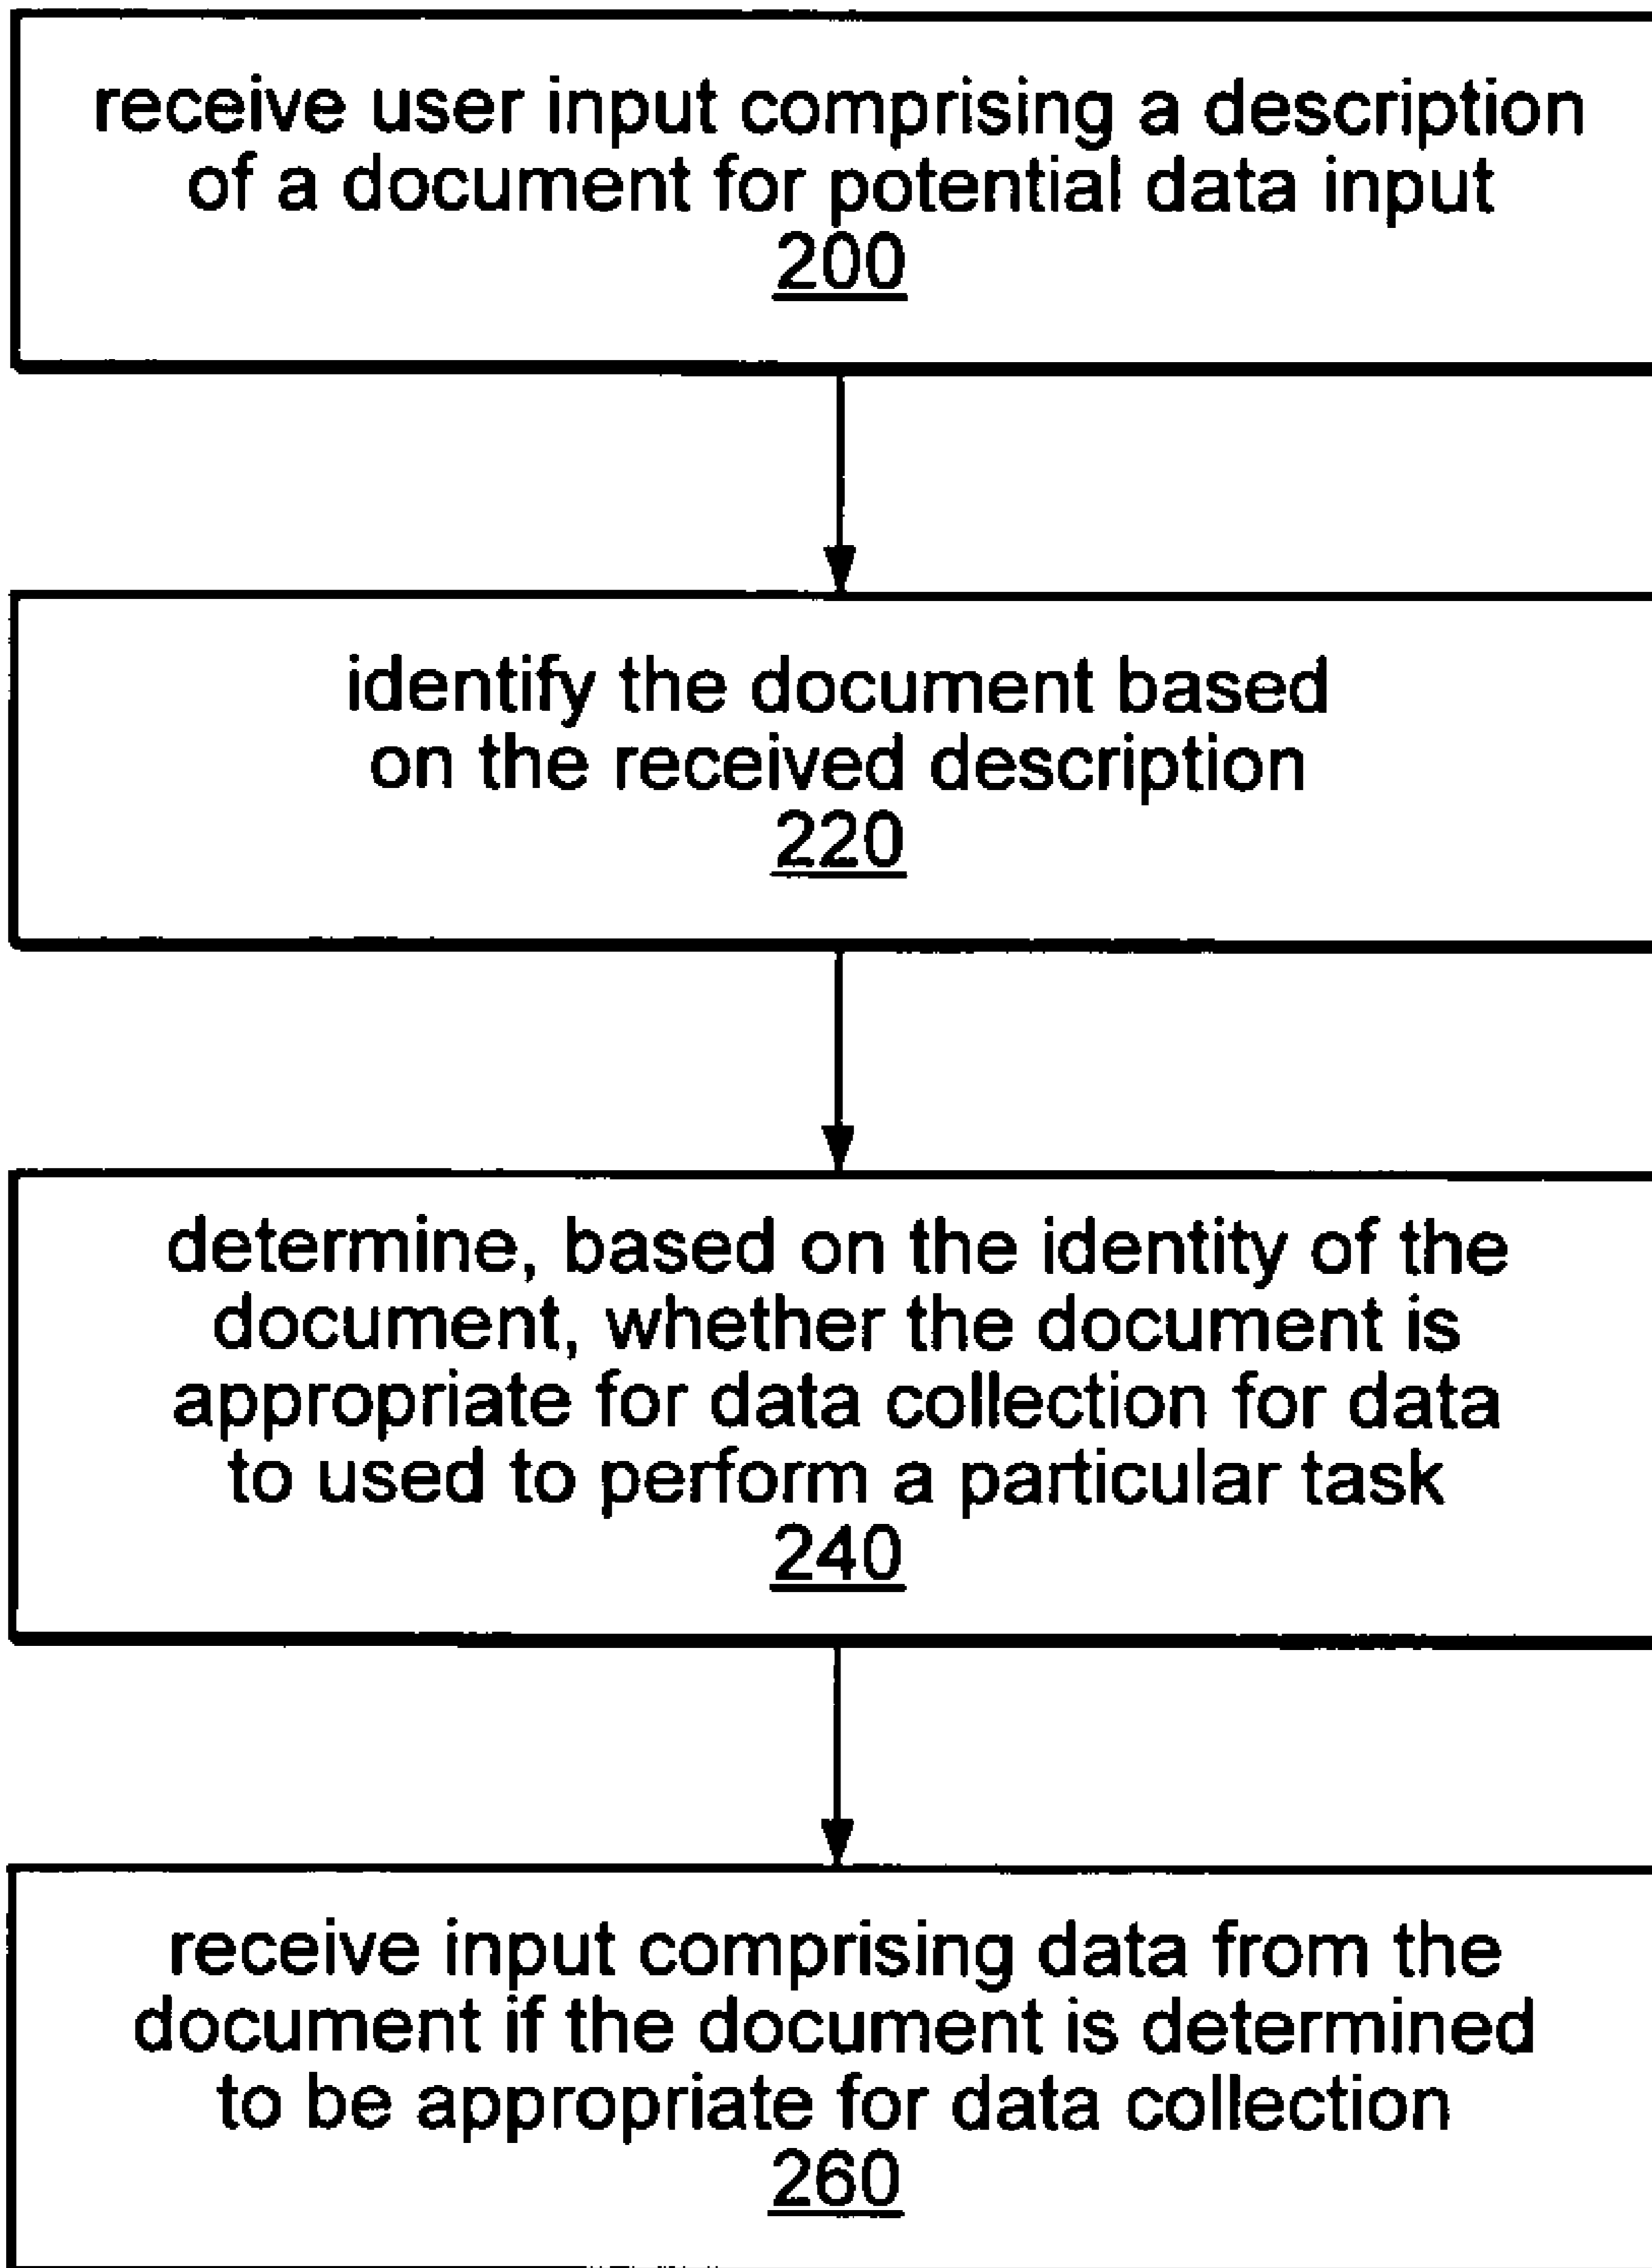 receive user input comprising a description
of a document for potential data input
200
identify the document based
on the received description
220
determine, based on the identity of the
document, whether the document is
appropriate for data collection for data
to used to perform a particular task
240
receive input comprising data from the
document if the document is determined
to be appropriate for data collection
260